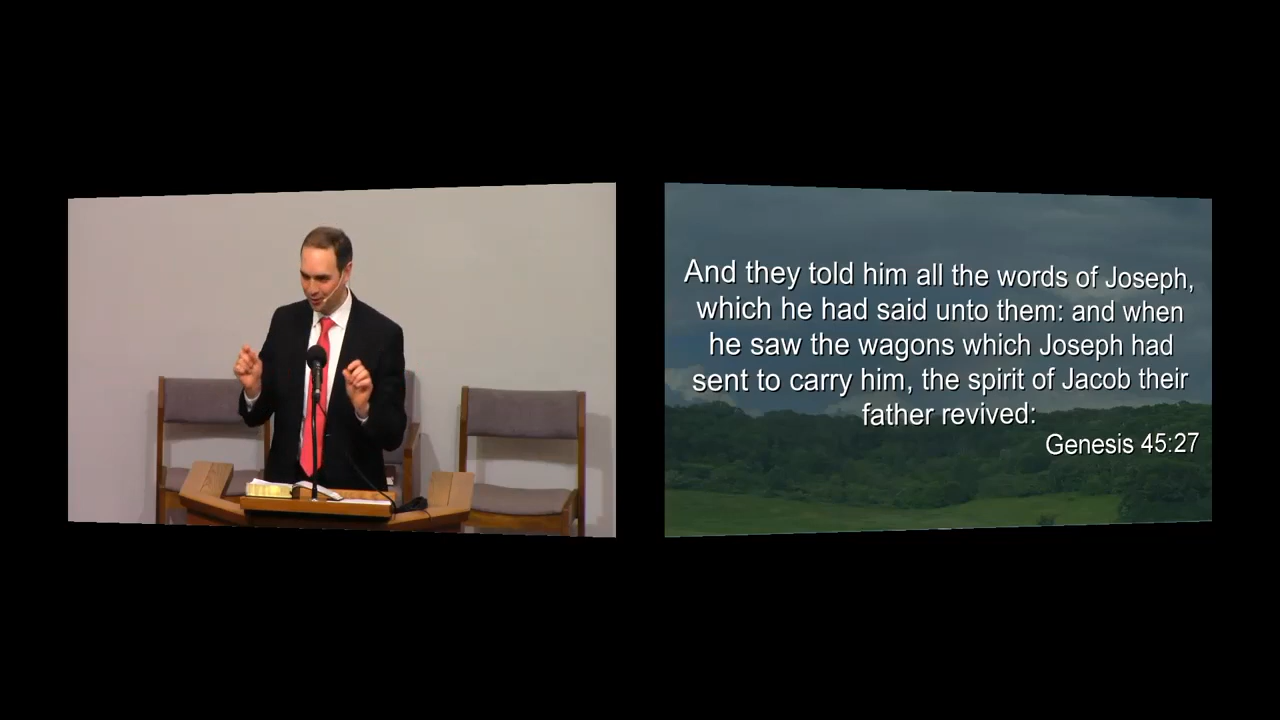 And they told him all the words of Joseph,
which he had said unto them: and when
he saw the wagons which Joseph had
sent to carry him, the spirit of Jacob their
father revived:
Genesis 45:27